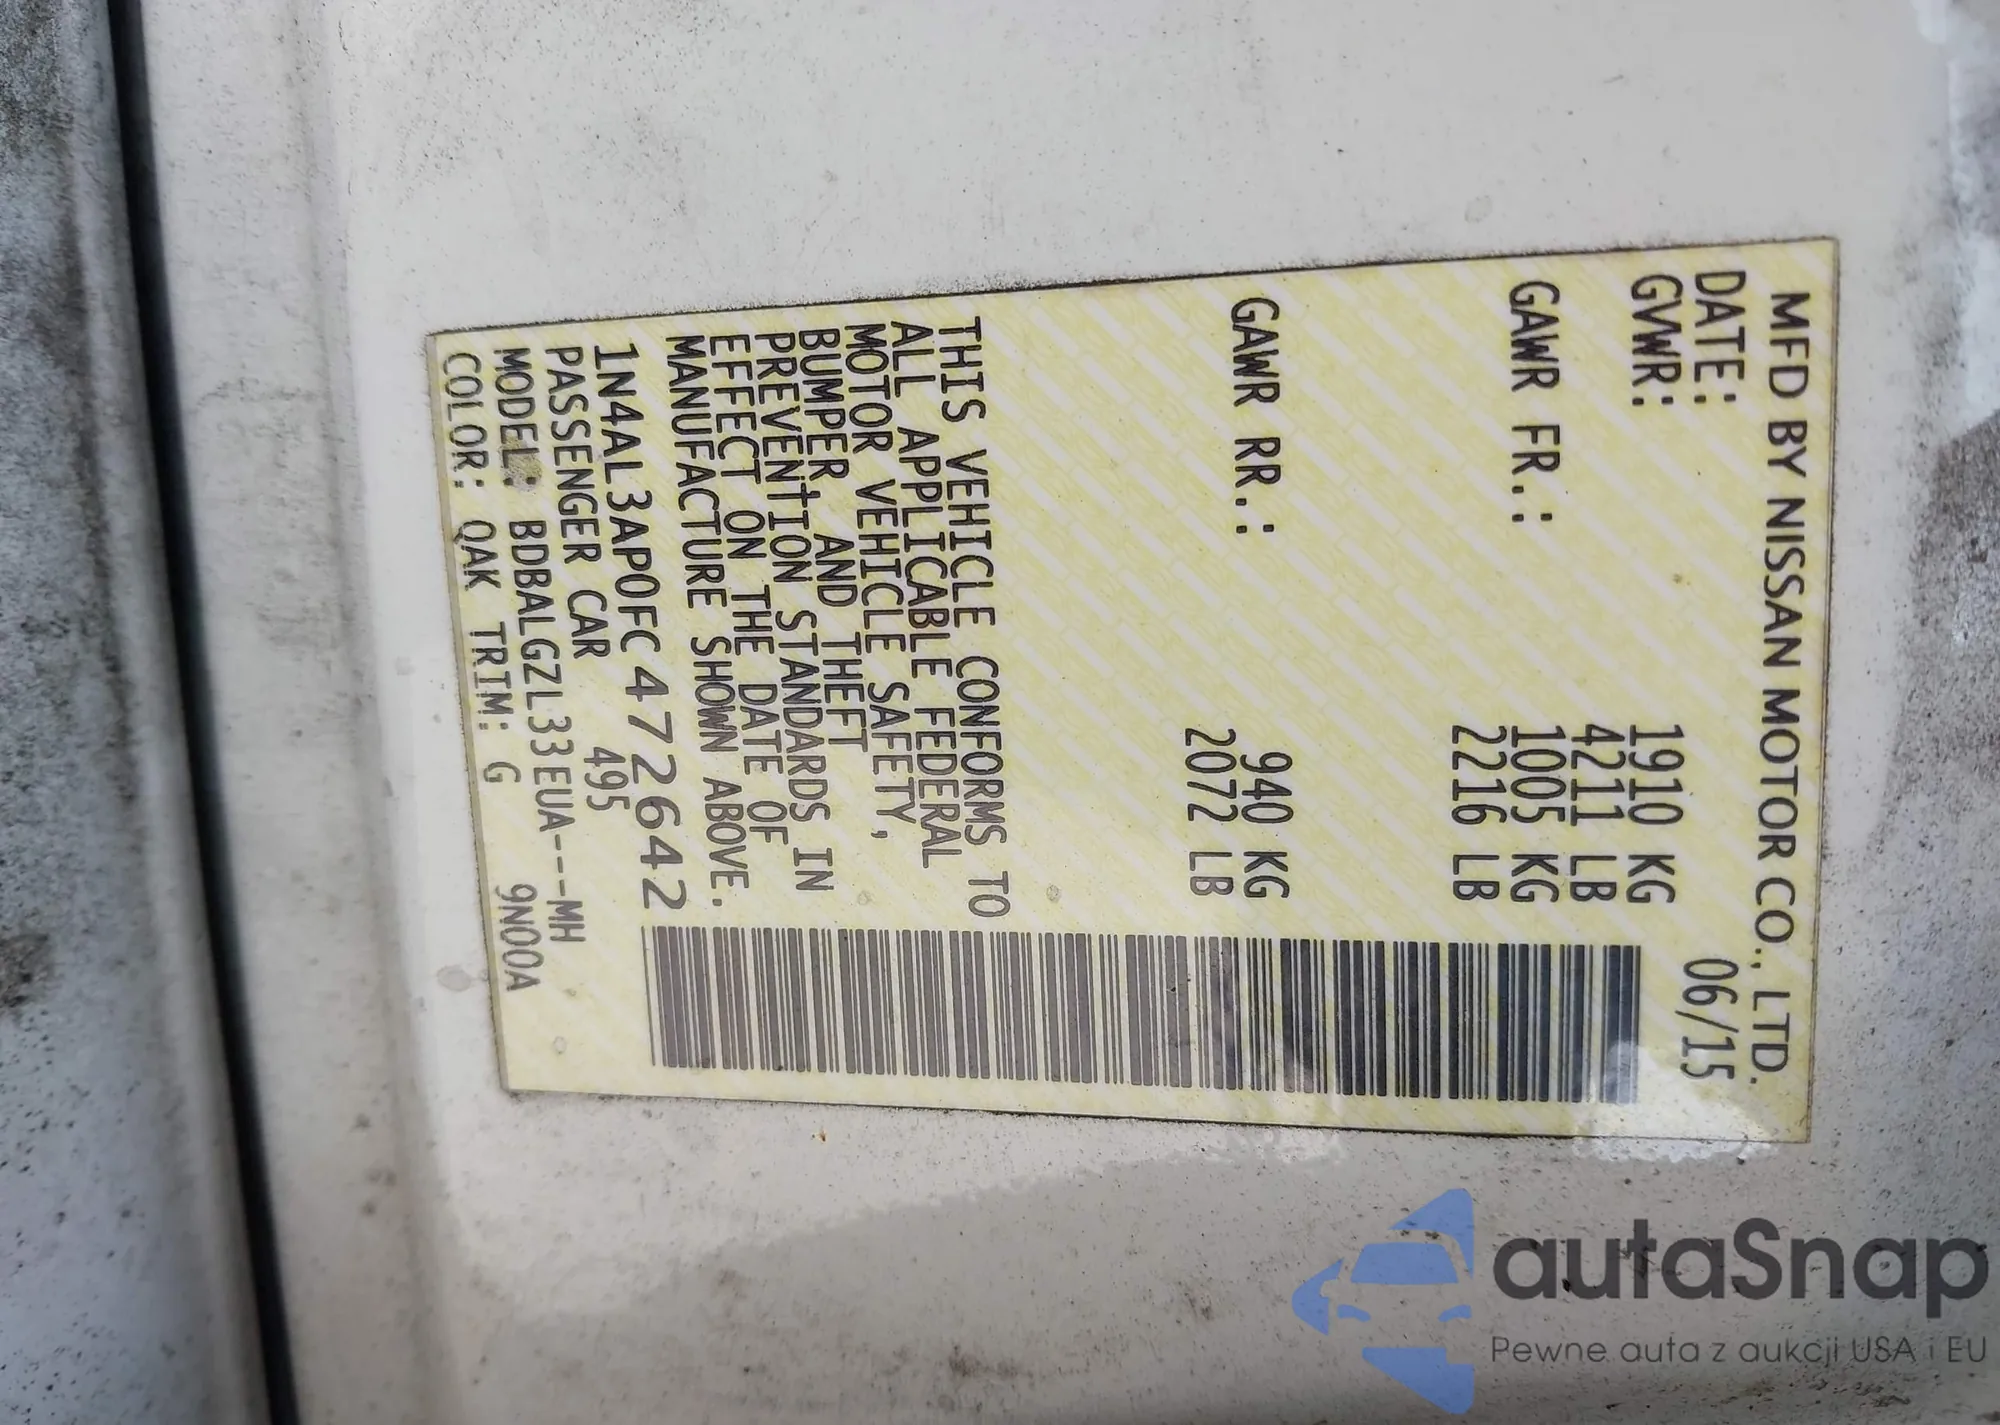 MFD BY NISSAN MOTOR CO., LTD.
DATE: 06/15
GVWR: 1910 KG
4211 LB
GAWR FR.: 1005 KG
2216 LB
GAWR RR.: 940 KG
2072 LB
THIS VEHICLE CONFORMS TO
ALL APPLICABLE FEDERAL
MOTOR VEHICLE SAFETY,
BUMPER AND THEFT
PREVENTION STANDARDS IN
EFFECT ON THE DATE OF
MANUFACTURE SHOWN ABOVE.
1N4AL3AP0FC472642
PASSENGER CAR 495
MODEL: BDBALGZL33EUA---MH
COLOR: QAK TRIM: G 9N00A
autaSnap
Pewne auta z aukcji USA i EU